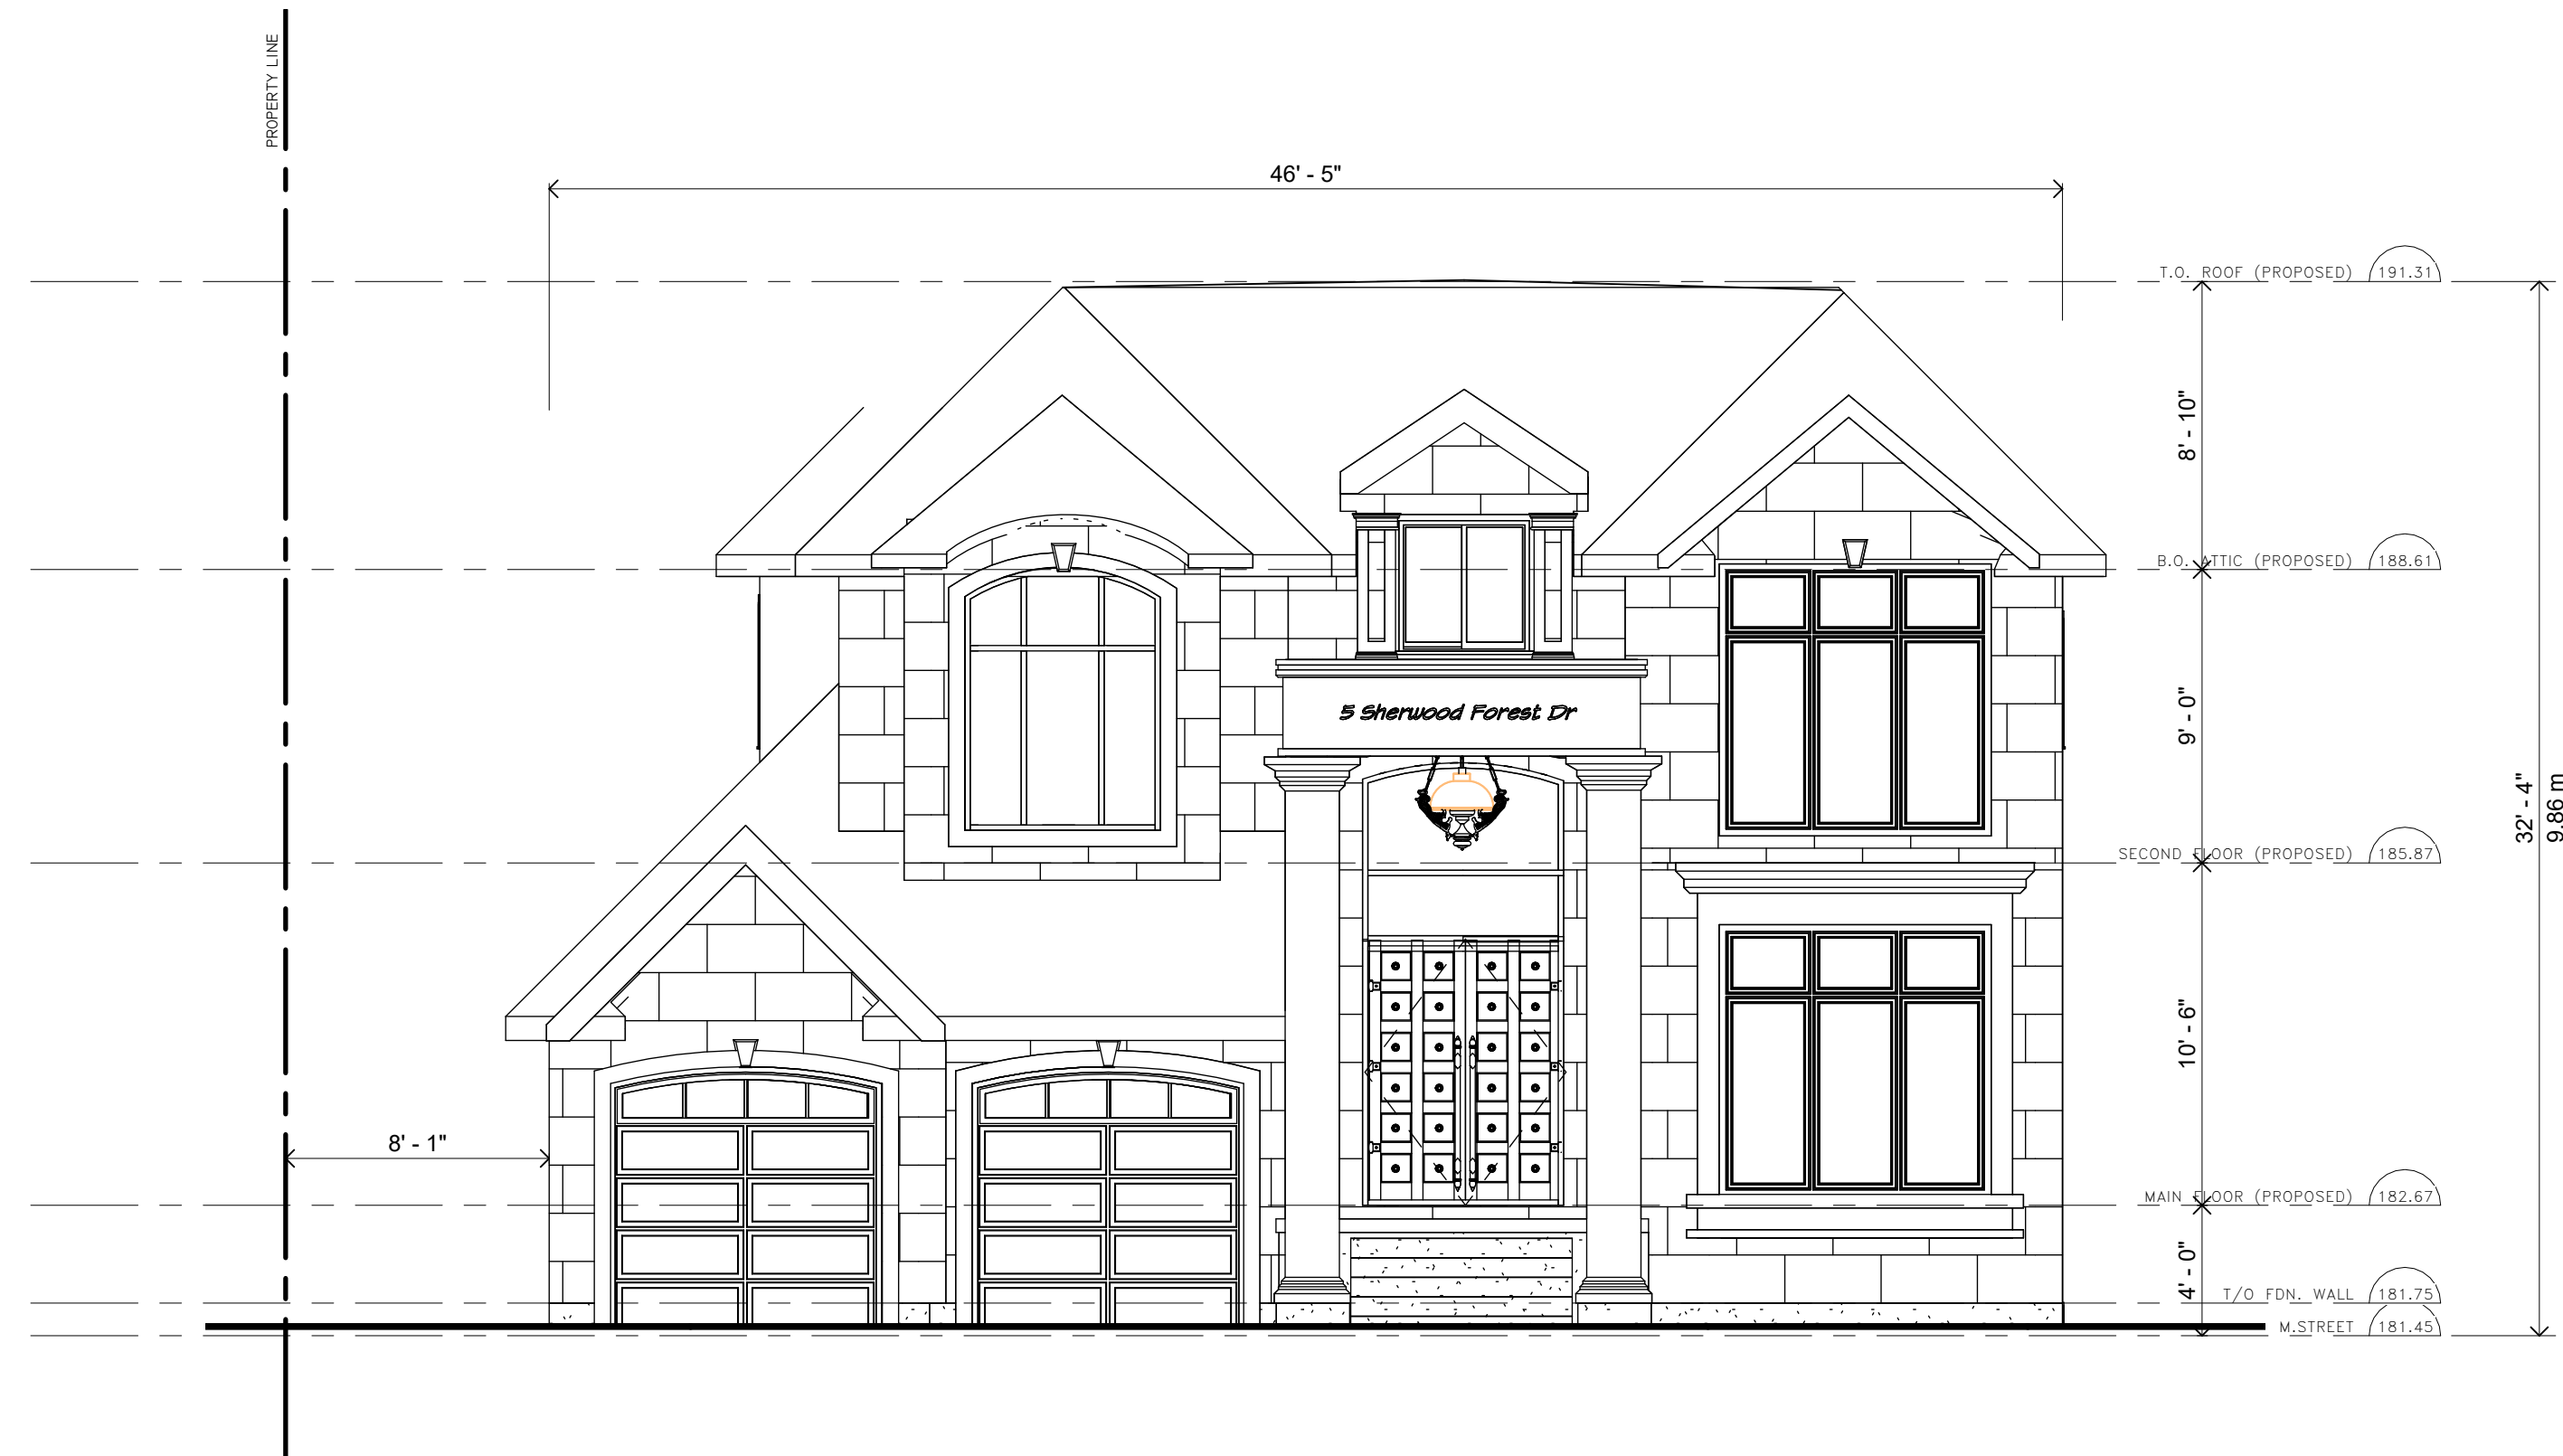 PROPERTY LINE
46' - 5"
T.O. ROOF (PROPOSED) 191.31
8' - 10"
B.O. ATTIC (PROPOSED) 188.61
9' - 0"
5 Sherwood Forest Dr
32' - 4"
9.86 m
SECOND FLOOR (PROPOSED) 185.87
10' - 6"
8' - 1"
MAIN FLOOR (PROPOSED) 182.67
4' - 0"
T/O FDN. WALL 181.75
M.STREET 181.45